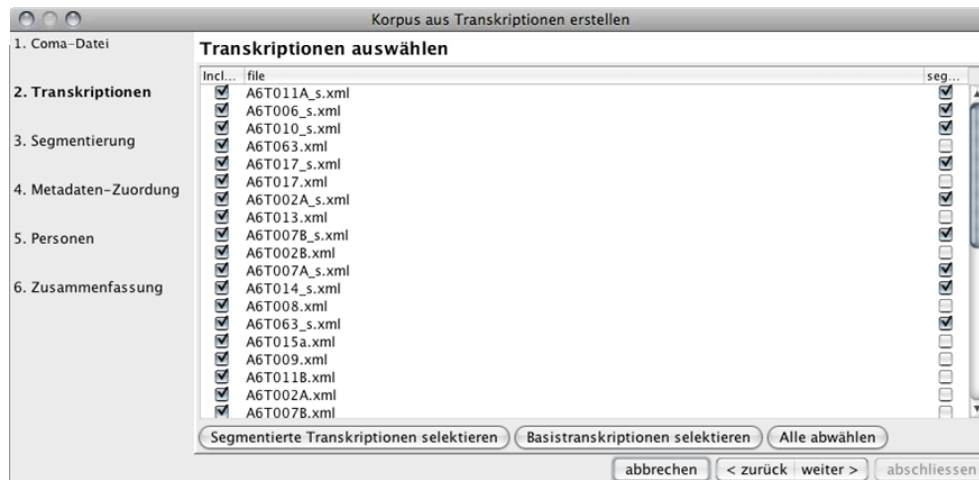 Korpus aus Transkriptionen erstellen
1. Coma-Datei
2. Transkriptionen
3. Segmentierung
4. Metadaten-Zuordung
5. Personen
6. Zusammenfassung
Transkriptionen auswählen
Incl... file seg...
A6T011A_s.xml
A6T006_s.xml
A6T010_s.xml
A6T063.xml
A6T017_s.xml
A6T017.xml
A6T002A_s.xml
A6T013.xml
A6T007B_s.xml
A6T002B.xml
A6T007A_s.xml
A6T014_s.xml
A6T008.xml
A6T063_s.xml
A6T015a.xml
A6T009.xml
A6T011B.xml
A6T002A.xml
A6T007B.xml
Segmentierte Transkriptionen selektieren Basistranskriptionen selektieren Alle abwählen
abbrechen < zurück weiter > abschliessen